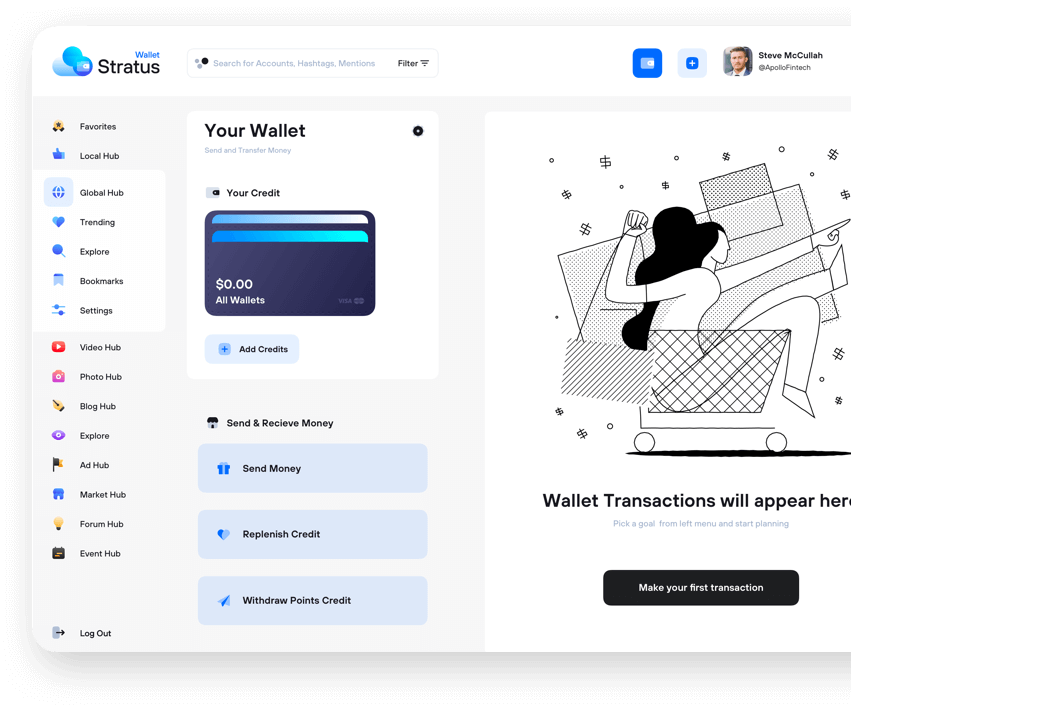 Wallet
Stratus
Search for Accounts, Hashtags, Mentions
Filter
Steve McCullah
@ApolloFintech
Favorites
Local Hub
Global Hub
Trending
Explore
Bookmarks
Settings
Video Hub
Photo Hub
Blog Hub
Explore
Ad Hub
Market Hub
Forum Hub
Event Hub
Log Out
Your Wallet
Send and Transfer Money
Your Credit
$0.00
All Wallets
VISA
Add Credits
Send & Recieve Money
Send Money
Replenish Credit
Withdraw Points Credit
Wallet Transactions will appear here
Pick a goal from left menu and start planning
Make your first transaction